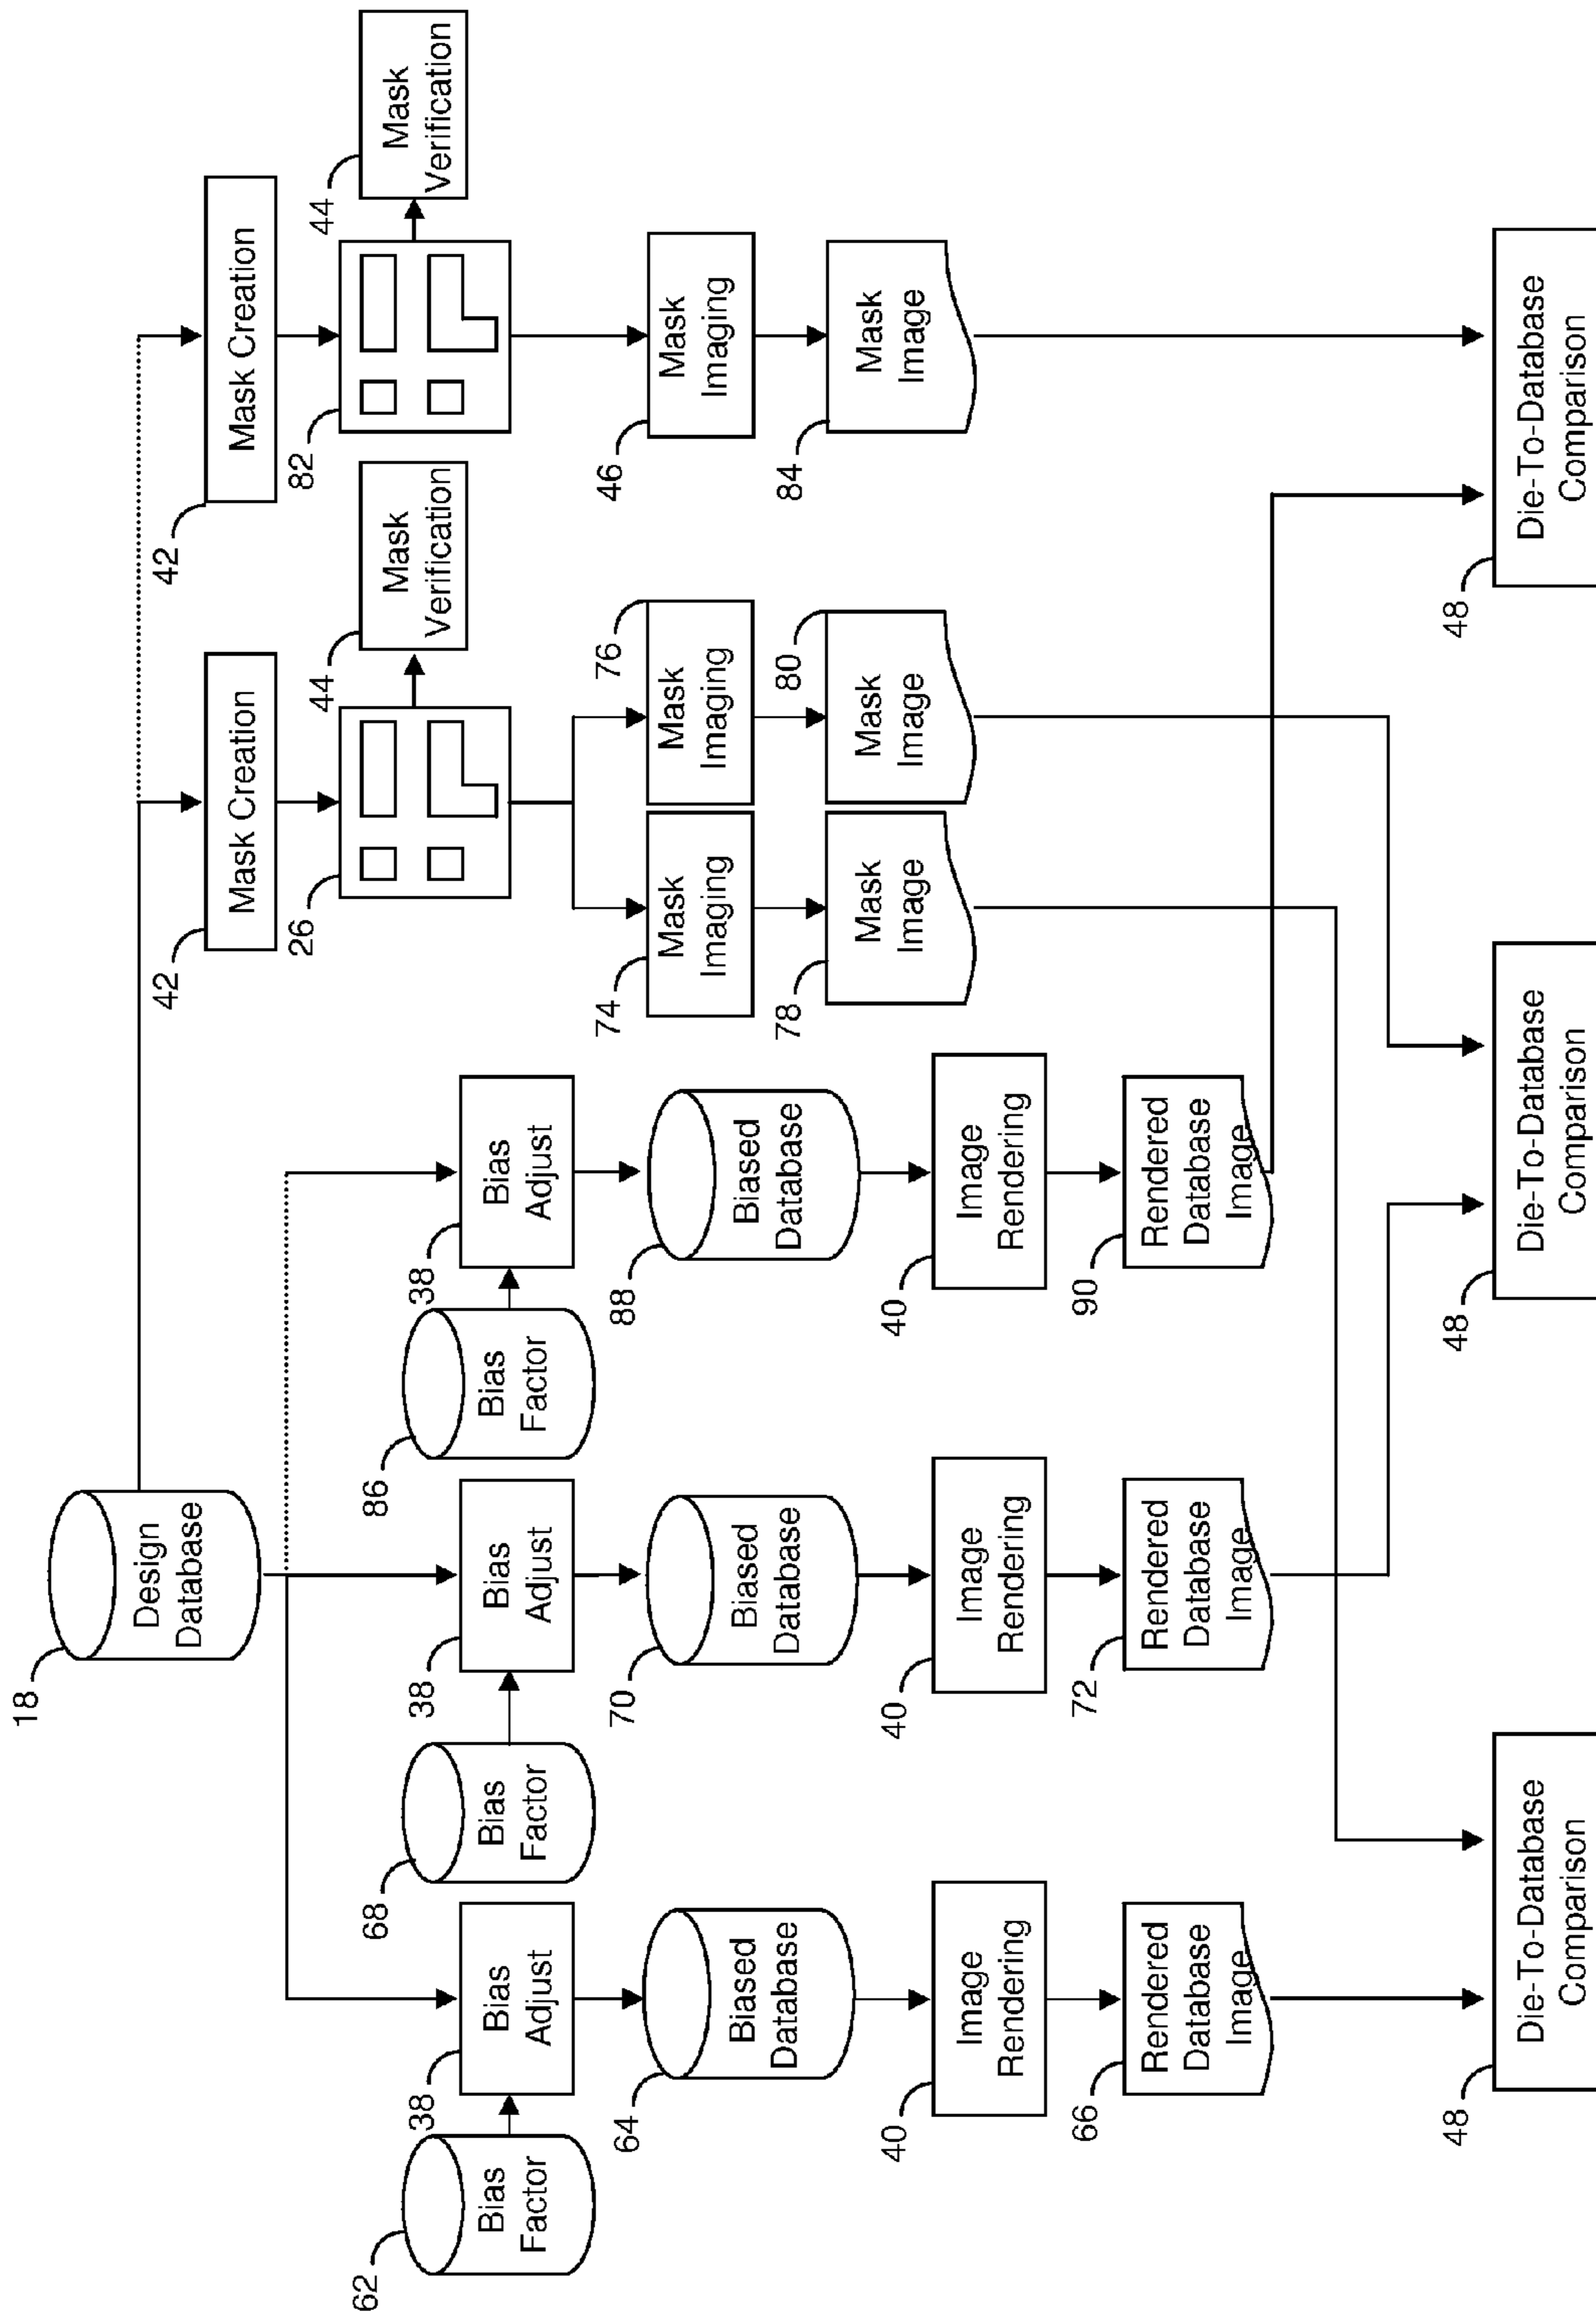 18
Design
Database
42
Mask Creation
42
Mask Creation
62
Bias
Factor
38
Bias
Adjust
68
Bias
Factor
38
Bias
Adjust
86
Bias
Factor
38
Bias
Adjust
26
44
Mask
Verification
82
44
Mask
Verification
64
Biased
Database
70
Biased
Database
88
Biased
Database
74
Mask
Imaging
76
Mask
Imaging
46
Mask
Imaging
78
Mask
Image
80
Mask
Image
84
Mask
Image
40
Image
Rendering
40
Image
Rendering
40
Image
Rendering
66
Rendered
Database
Image
72
Rendered
Database
Image
90
Rendered
Database
Image
48
Die-To-Database
Comparison
48
Die-To-Database
Comparison
48
Die-To-Database
Comparison